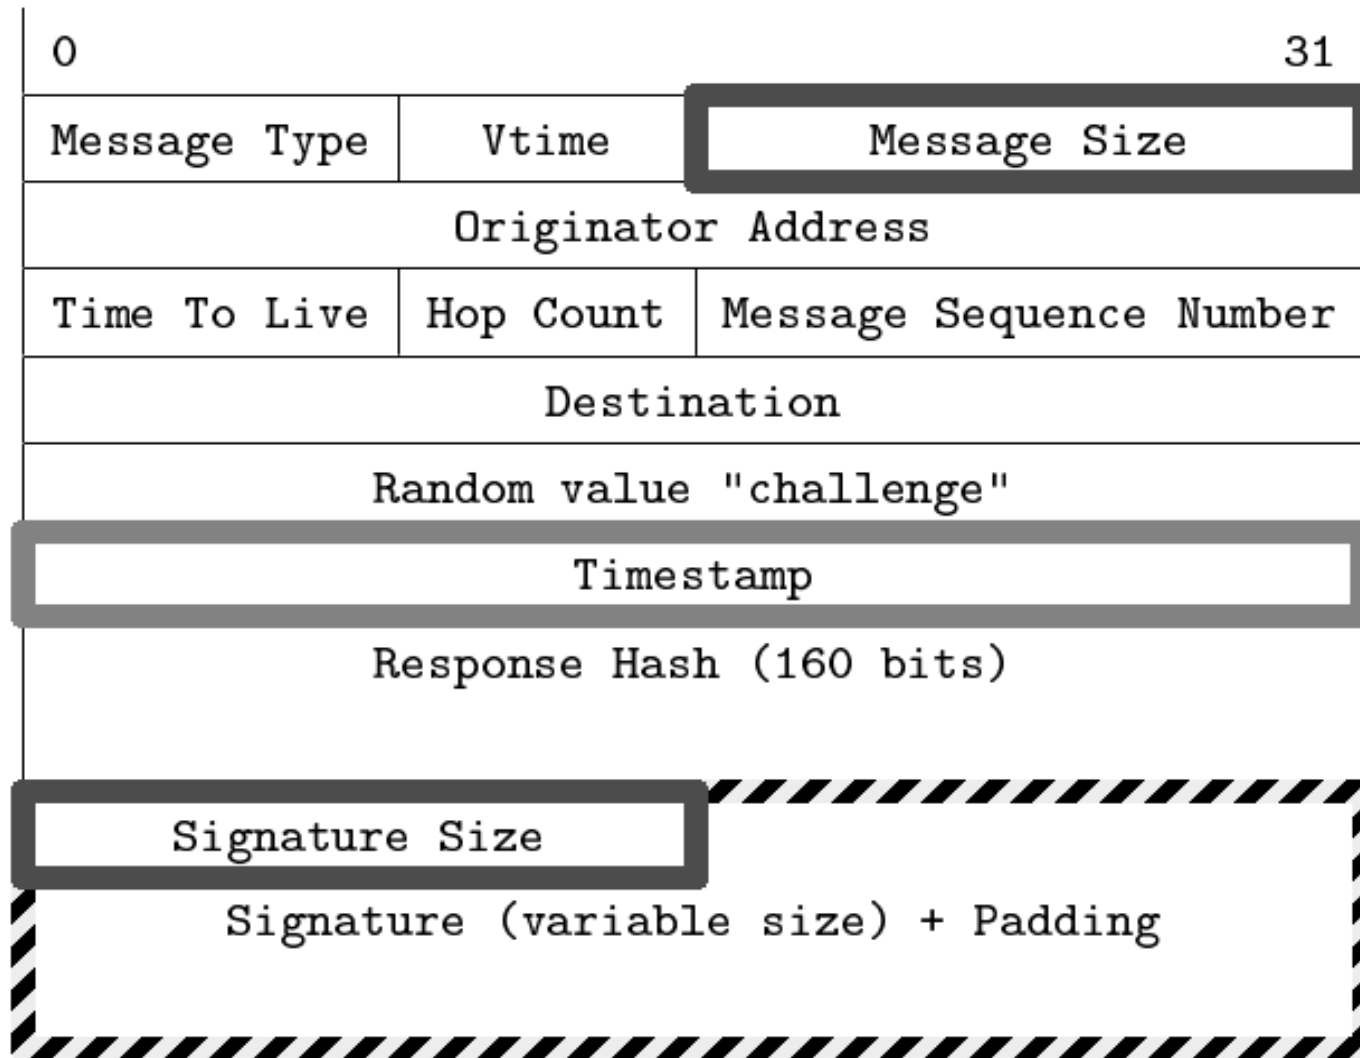 0 31
Message Type Vtime Message Size
Originator Address
Time To Live Hop Count Message Sequence Number
Destination
Random value "challenge"
Timestamp
Response Hash (160 bits)
Signature Size
Signature (variable size) + Padding